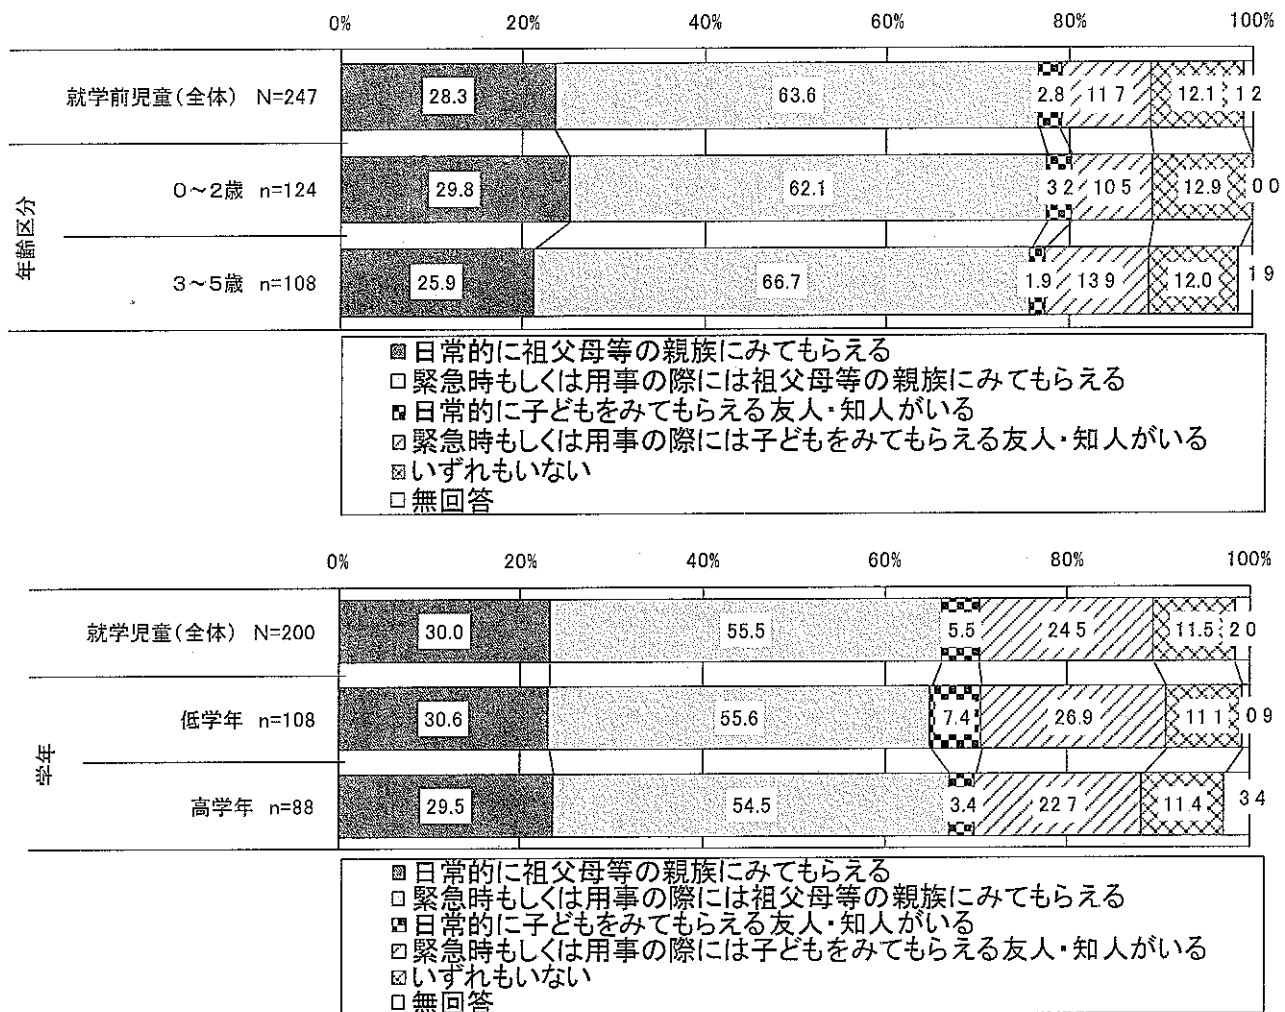 0% 20% 40% 60% 80% 100%
就学前児童(全体) N=247 28.3 63.6 2.8 11 7 12.1 1 2
年齢区分
0～2歳 n=124 29.8 62.1 3 2 10 5 12.9 0 0
3～5歳 n=108 25.9 66.7 1.9 13 9 12.0 1 9
日常的に祖父母等の親族にみてもらえる
緊急時もしくは用事の際には祖父母等の親族にみてもらえる
日常的に子どもをみてもらえる友人・知人がいる
緊急時もしくは用事の際には子どもをみてもらえる友人・知人がいる
いずれもいない
無回答
0% 20% 40% 60% 80% 100%
就学児童(全体) N=200 30.0 55.5 5.5 24 5 11.5 2 0
学年
低学年 n=108 30.6 55.6 7.4 26.9 11 1 0 9
高学年 n=88 29.5 54.5 3.4 22 7 11.4 3 4
日常的に祖父母等の親族にみてもらえる
緊急時もしくは用事の際には祖父母等の親族にみてもらえる
日常的に子どもをみてもらえる友人・知人がいる
緊急時もしくは用事の際には子どもをみてもらえる友人・知人がいる
いずれもいない
無回答